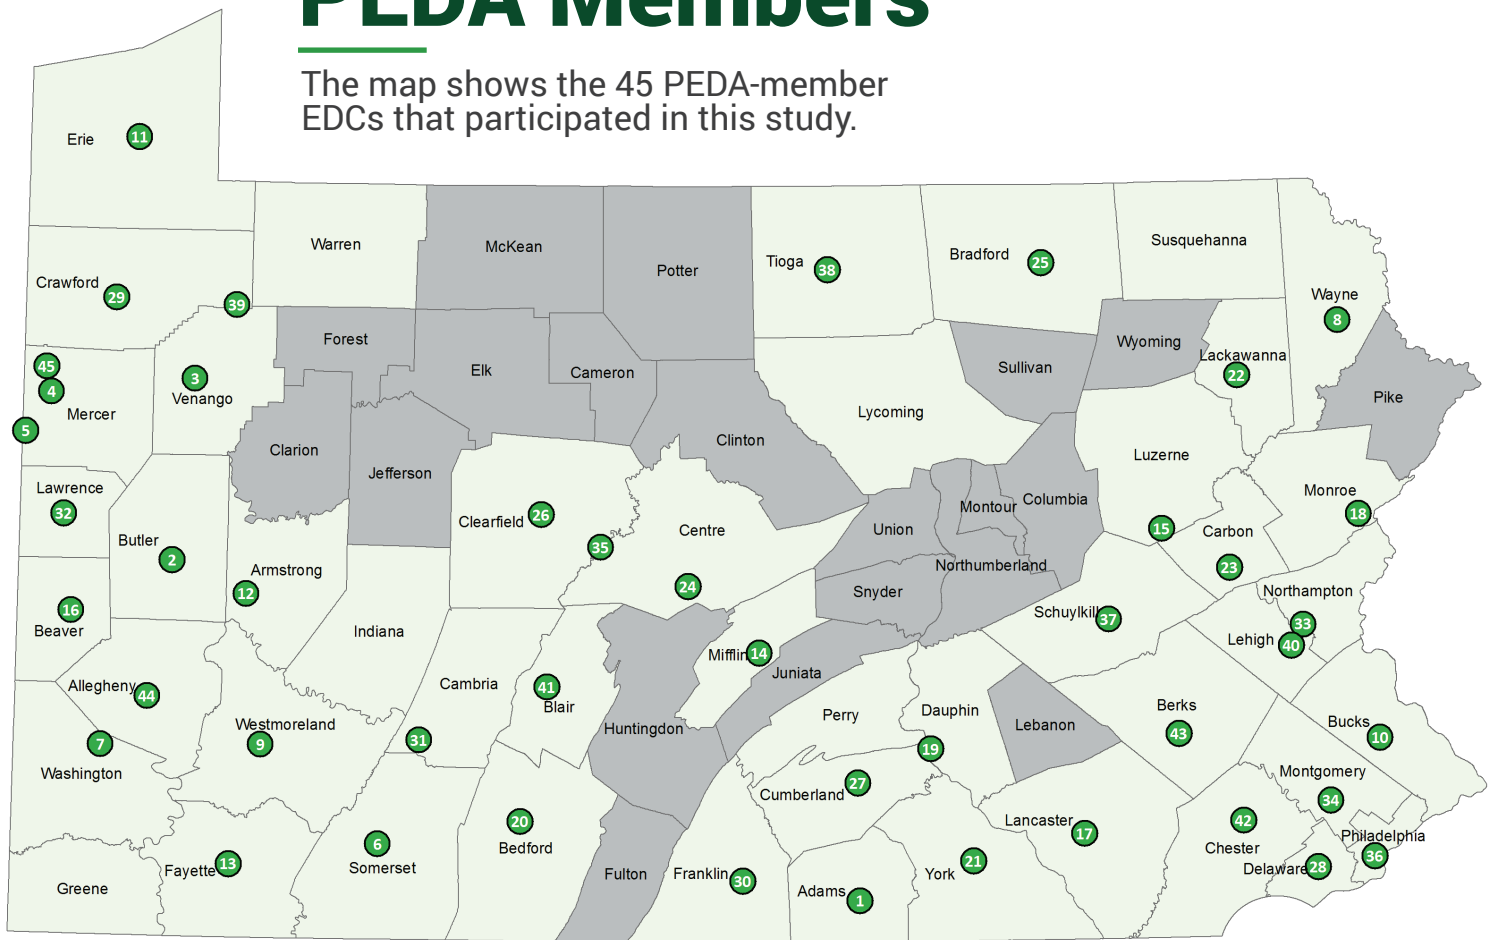 PEDA Members
The map shows the 45 PEDA-member
EDCs that participated in this study.
Erie 11
Warren
McKean
Potter
Tioga 38
Bradford 25
Susquehanna
Crawford 29
39
Wayne
8
Forest
Elk
Cameron
Sullivan
Wyoming
Lackawanna
22
45
4
Mercer
5
3
Venango
Pike
Clarion
Jefferson
Clinton
Lycoming
Luzerne
15
Lawrence
32
Clearfield 26
35
Centre
24
Union
Montour
Columbia
Northumberland
Snyder
Monroe
18
Carbon
23
Butler
2
Armstrong
12
16
Beaver
Indiana
Northampton
33
Schuylkill 37
Lehigh 40
Mifflin 14
Juniata
Allegheny 44
Cambria
31
41
Blair
Huntingdon
Perry
Dauphin
19
Lebanon
Berks
43
Bucks 10
Westmoreland
9
7
Washington
Cumberland 27
Montgomery
34
Lancaster 17
42
Chester
Philadelphia
36
Delaware 28
20
Bedford
6
Somerset
Fayette 13
Greene
Fulton
Franklin 30
Adams 1
York 21